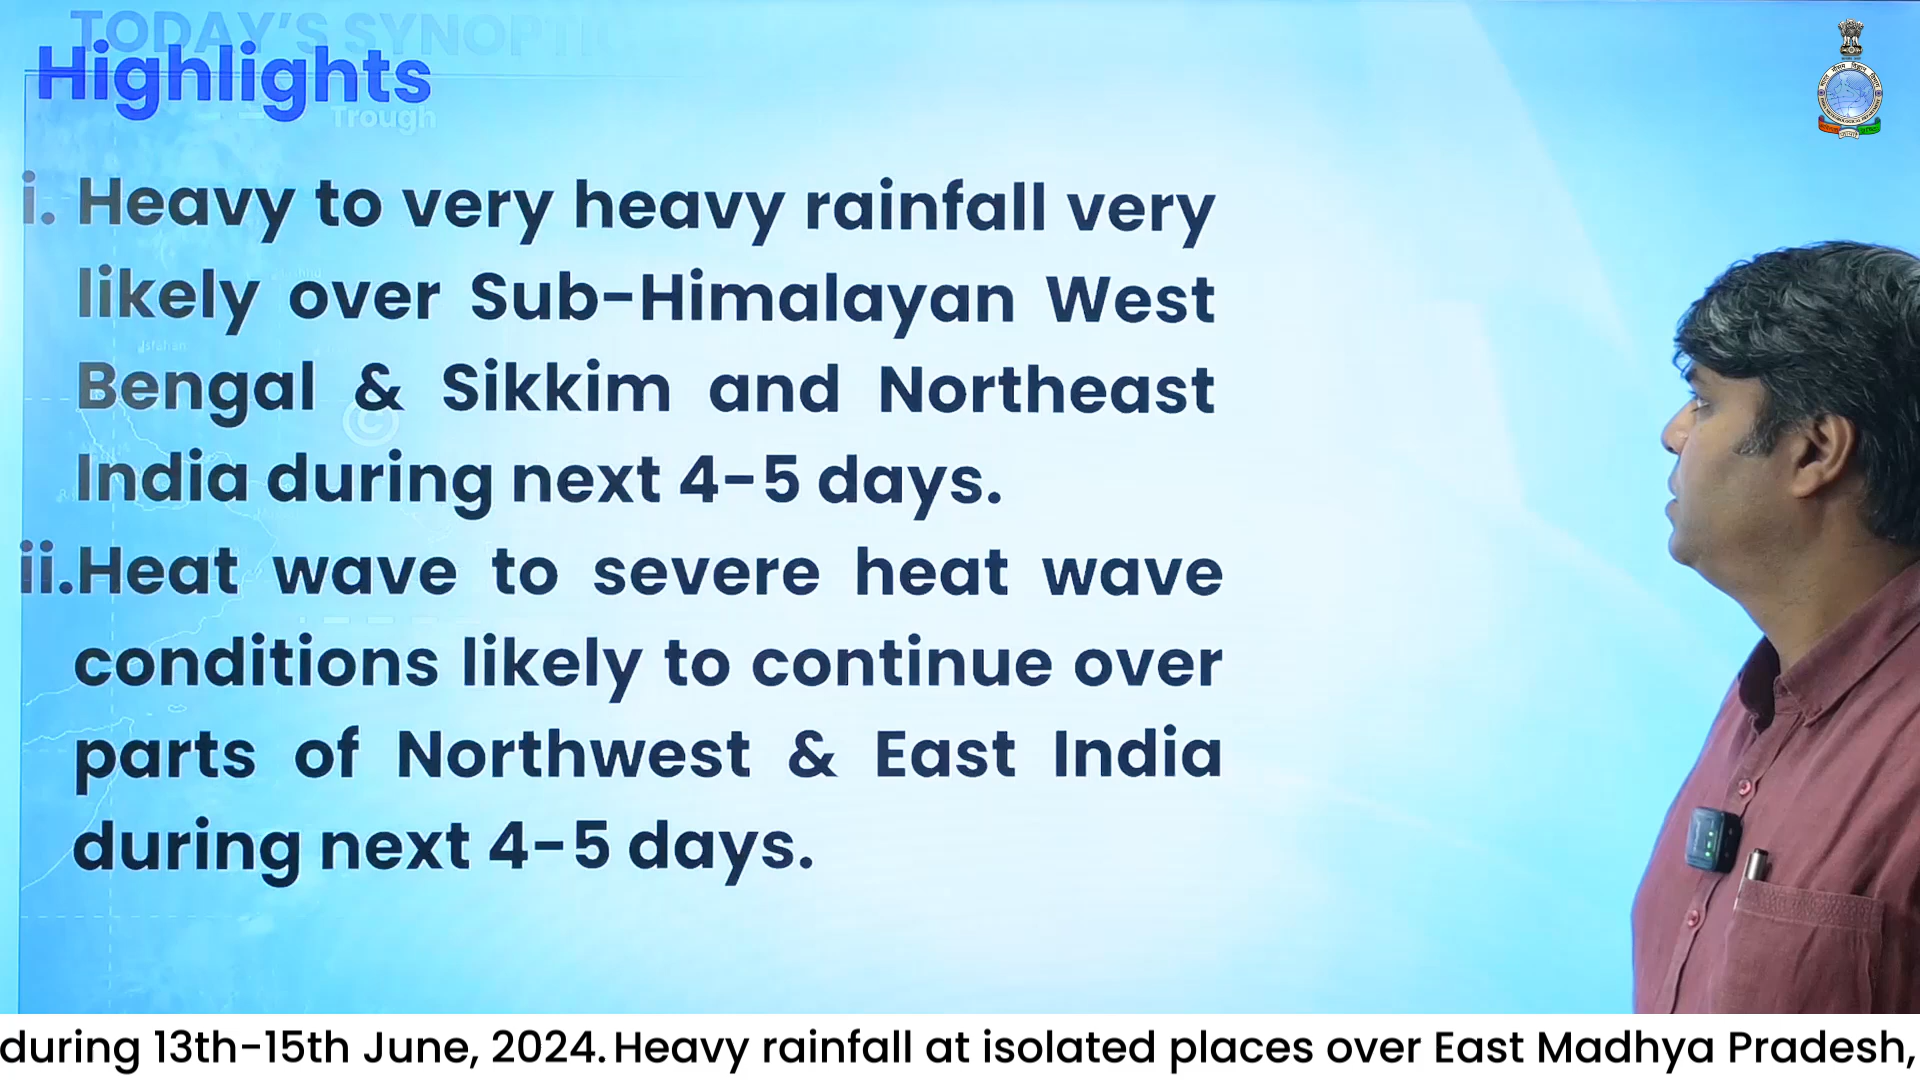 TODAY'S SYNOPTIC
Highlights
Trough
i. Heavy to very heavy rainfall very
likely over Sub-Himalayan West
Bengal & Sikkim and Northeast
India during next 4-5 days.
ii.Heat wave to severe heat wave
conditions likely to continue over
parts of Northwest & East India
during next 4-5 days.
during 13th-15th June, 2024. Heavy rainfall at isolated places over East Madhya Pradesh,